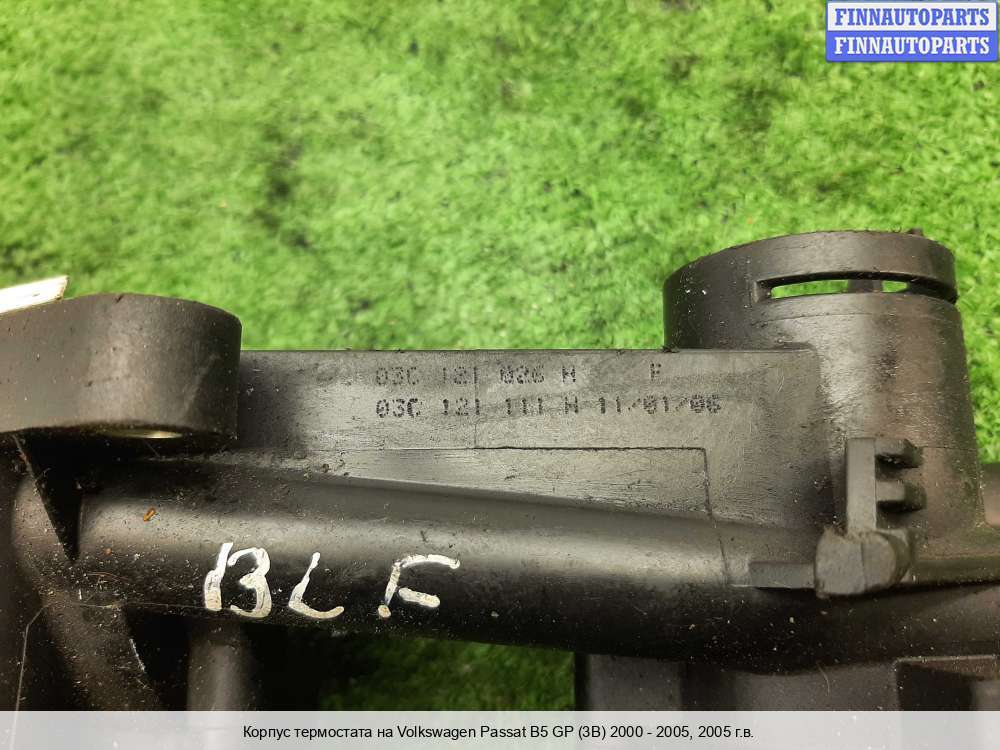 FINNAUTOPARTS
FINNAUTOPARTS
03C 121 026 H F
03C 121 111 H 11/01/06
BLF
Корпус термостата на Volkswagen Passat B5 GP (3B) 2000 - 2005, 2005 г.в.